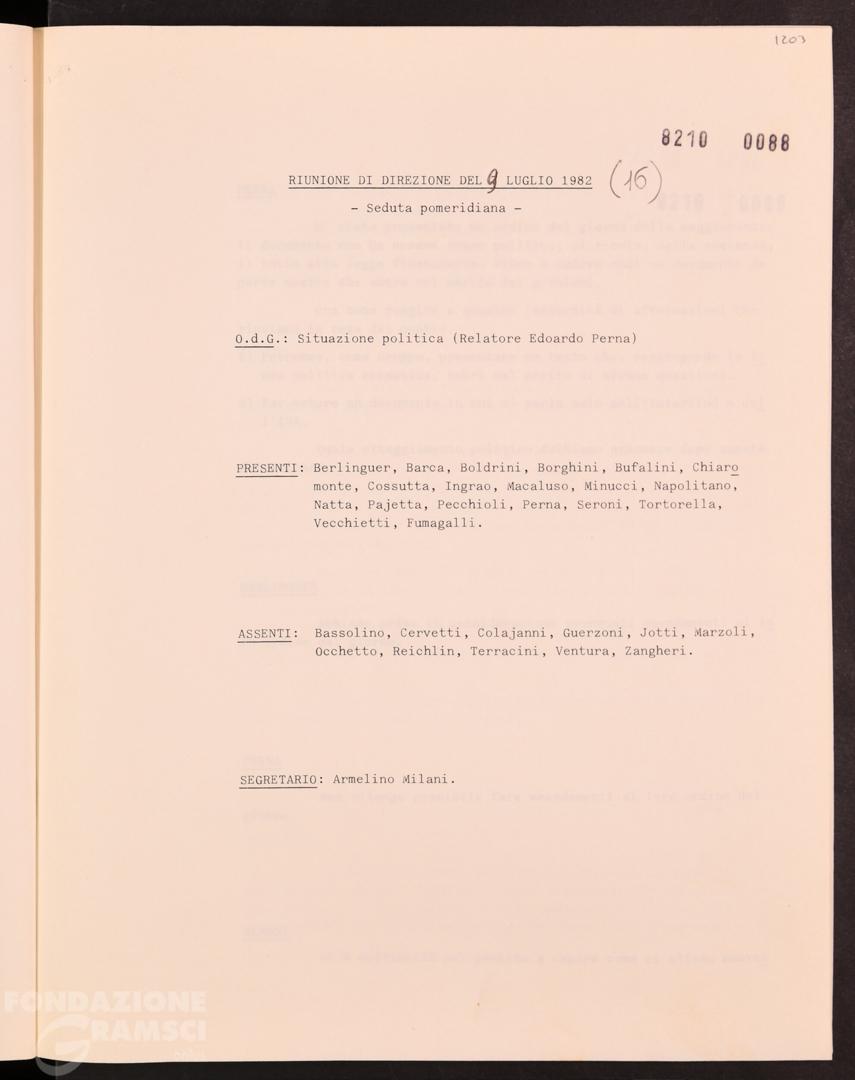 1203
8210 0088
RIUNIONE DI DIREZIONE DEL 9 LUGLIO 1982 (16)
- Seduta pomeridiana -
O.d.G.: Situazione politica (Relatore Edoardo Perna)
PRESENTI: Berlinguer, Barca, Boldrini, Borghini, Bufalini, Chiaro
monte, Cossutta, Ingrao, Macaluso, Minucci, Napolitano,
Natta, Pajetta, Pecchioli, Perna, Seroni, Tortorella,
Vecchietti, Fumagalli.
ASSENTI: Bassolino, Cervetti, Colajanni, Guerzoni, Jotti, Marzoli,
Occhetto, Reichlin, Terracini, Ventura, Zangheri.
SEGRETARIO: Armelino Milani.
FONDAZIONE
GRAMSCI